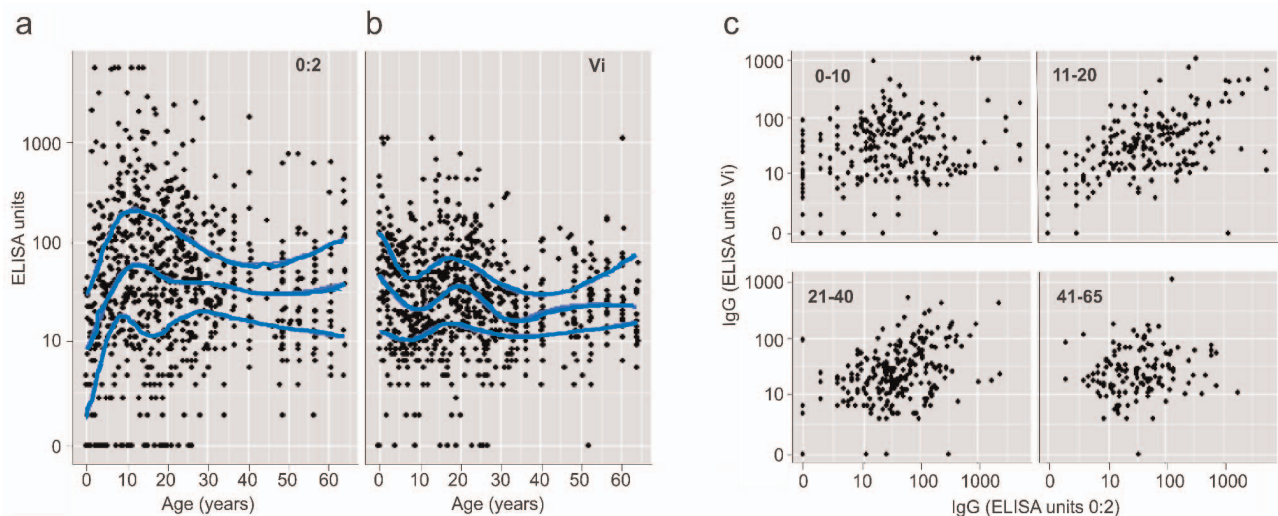 a
b
c
0:2
Vi
ELISA units
1000
100
10
0
0 10 20 30 40 50 60
0 10 20 30 40 50 60
Age (years)
Age (years)
0-10
11-20
21-40
41-65
IgG (ELISA units Vi)
1000
100
10
0
1000
100
10
0
0 10 100 1000
0 10 100 1000
IgG (ELISA units 0:2)